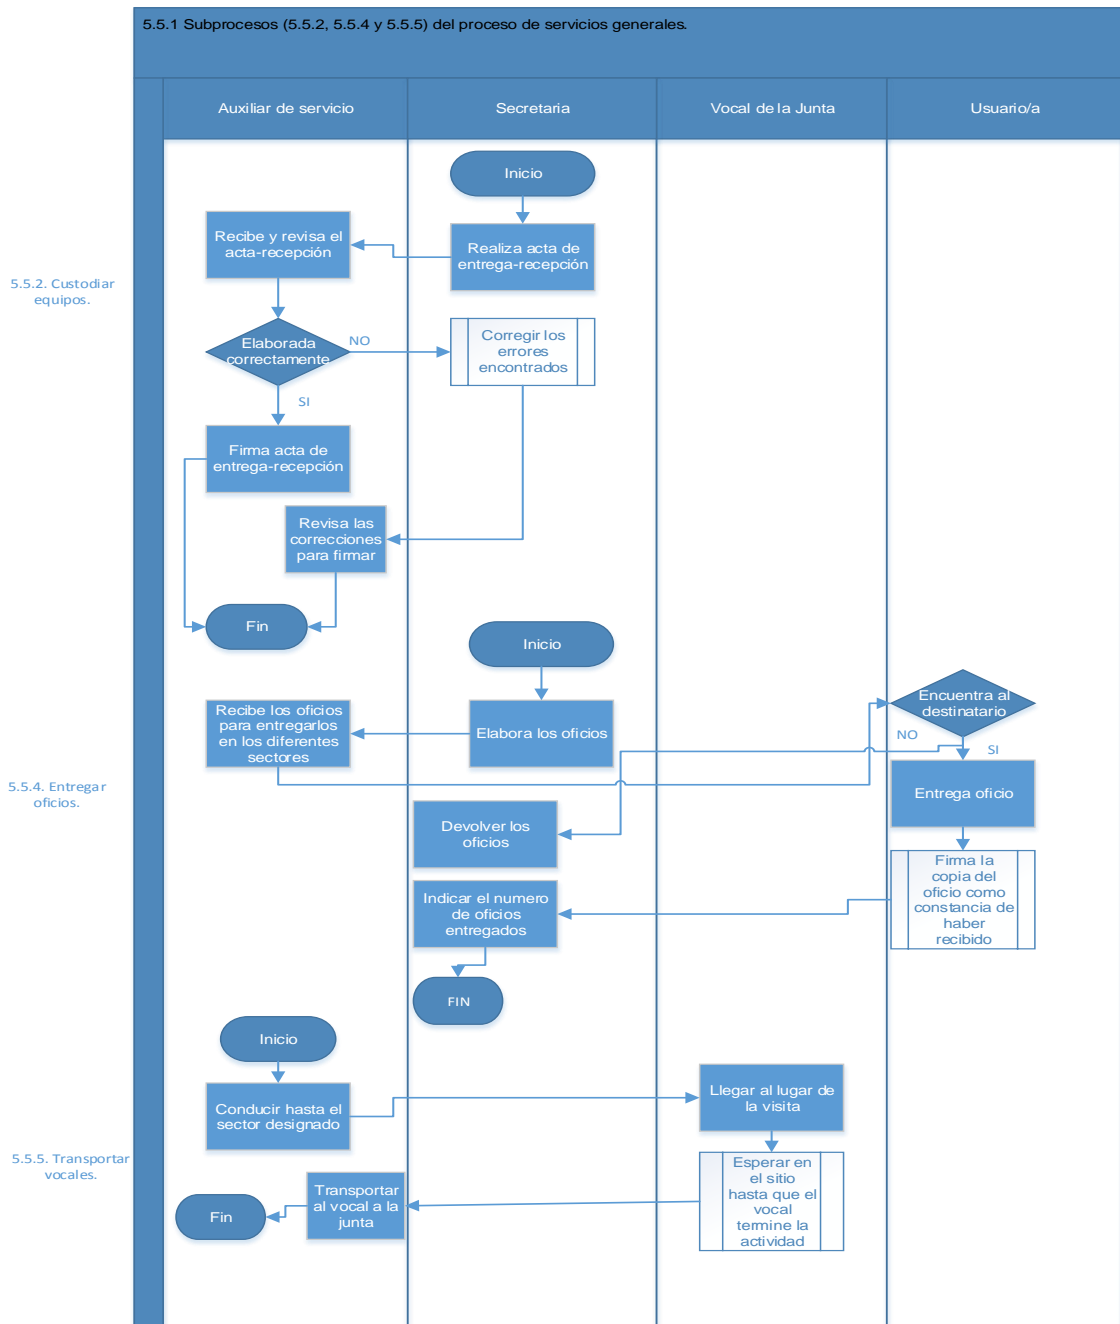 5.5.1 Subprocesos (5.5.2, 5.5.4 y 5.5.5) del proceso de servicios generales.
Auxiliar de servicio
Secretaria
Vocal de la Junta
Usuario/a
Inicio
Recibe y revisa el
acta-recepción
Realiza acta de
entrega-recepción
5.5.2. Custodiar
equipos.
Elaborada
correctamente
NO
Corregir los
errores
encontrados
SI
Firma acta de
entrega-recepción
Revisa las
correcciones
para firmar
Fin
Inicio
Encuentra al
destinatario
Recibe los oficios
para entregarlos
en los diferentes
sectores
Elabora los oficios
NO
SI
5.5.4. Entregar
oficios.
Entrega oficio
Devolver los
oficios
Firma la
copia del
oficio como
constancia de
haber
recibido
Indicar el numero
de oficios
entregados
FIN
Inicio
Conducir hasta el
sector designado
Llegar al lugar de
la visita
5.5.5. Transportar
vocales.
Esperar en
el sitio
hasta que el
vocal
termine la
actividad
Transportar
al vocal a la
junta
Fin